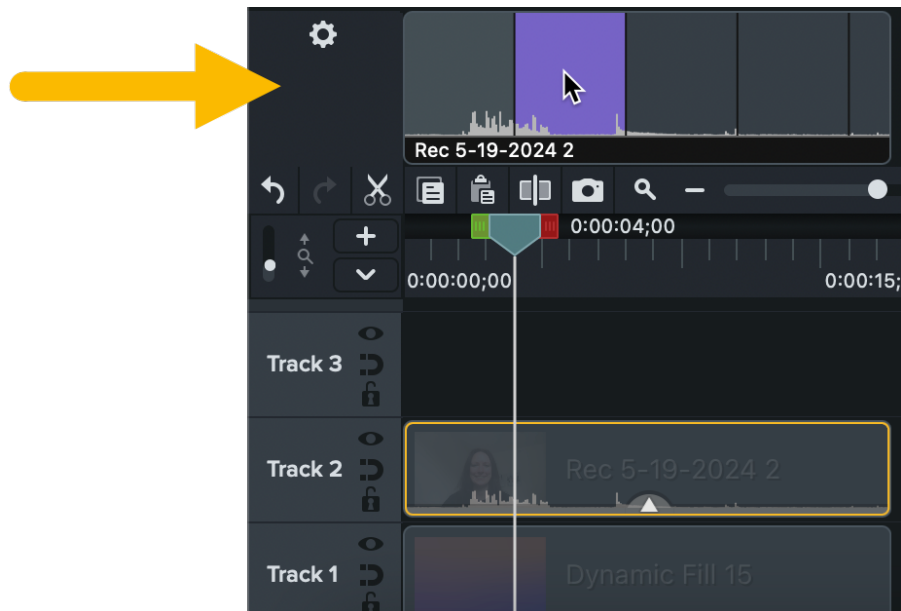 Rec 5-19-2024 2
0:00:04;00
0:00:00;00
0:00:15;
Track 3
Track 2
Rec 5-19-2024 2
Track 1
Dynamic Fill 15